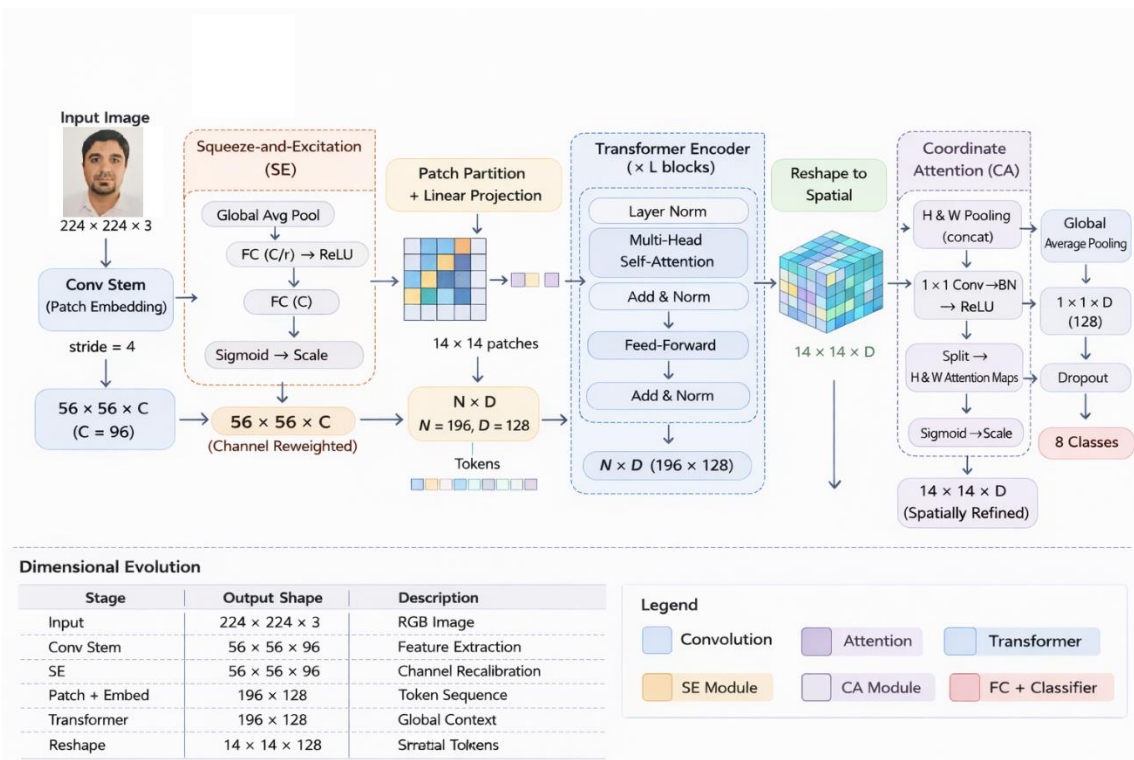 Input Image
224 × 224 × 3
Conv Stem
(Patch Embedding)
stride = 4
56 × 56 × C
(C = 96)
Squeeze-and-Excitation
(SE)
Global Avg Pool
FC (C/r) → ReLU
FC (C)
Sigmoid → Scale
56 × 56 × C
(Channel Reweighted)
Patch Partition
+ Linear Projection
14 × 14 patches
N × D
N = 196, D = 128
Tokens
Transformer Encoder
(× L blocks)
Layer Norm
Multi-Head
Self-Attention
Add & Norm
Feed-Forward
Add & Norm
N × D (196 × 128)
Reshape to
Spatial
14 × 14 × D
Coordinate
Attention (CA)
H & W Pooling
(concat)
1 × 1 Conv → BN
→ ReLU
Split →
H & W Attention Maps
Sigmoid → Scale
14 × 14 × D
(Spatially Refined)
Global
Average Pooling
1 × 1 × D
(128)
Dropout
8 Classes
Dimensional Evolution
Stage Output Shape Description
Input 224 × 224 × 3 RGB Image
Conv Stem 56 × 56 × 96 Feature Extraction
SE 56 × 56 × 96 Channel Recalibration
Patch + Embed 196 × 128 Token Sequence
Transformer 196 × 128 Global Context
Reshape 14 × 14 × 128
Legend
Convolution Attention Transformer
SE Module CA Module FC + Classifier